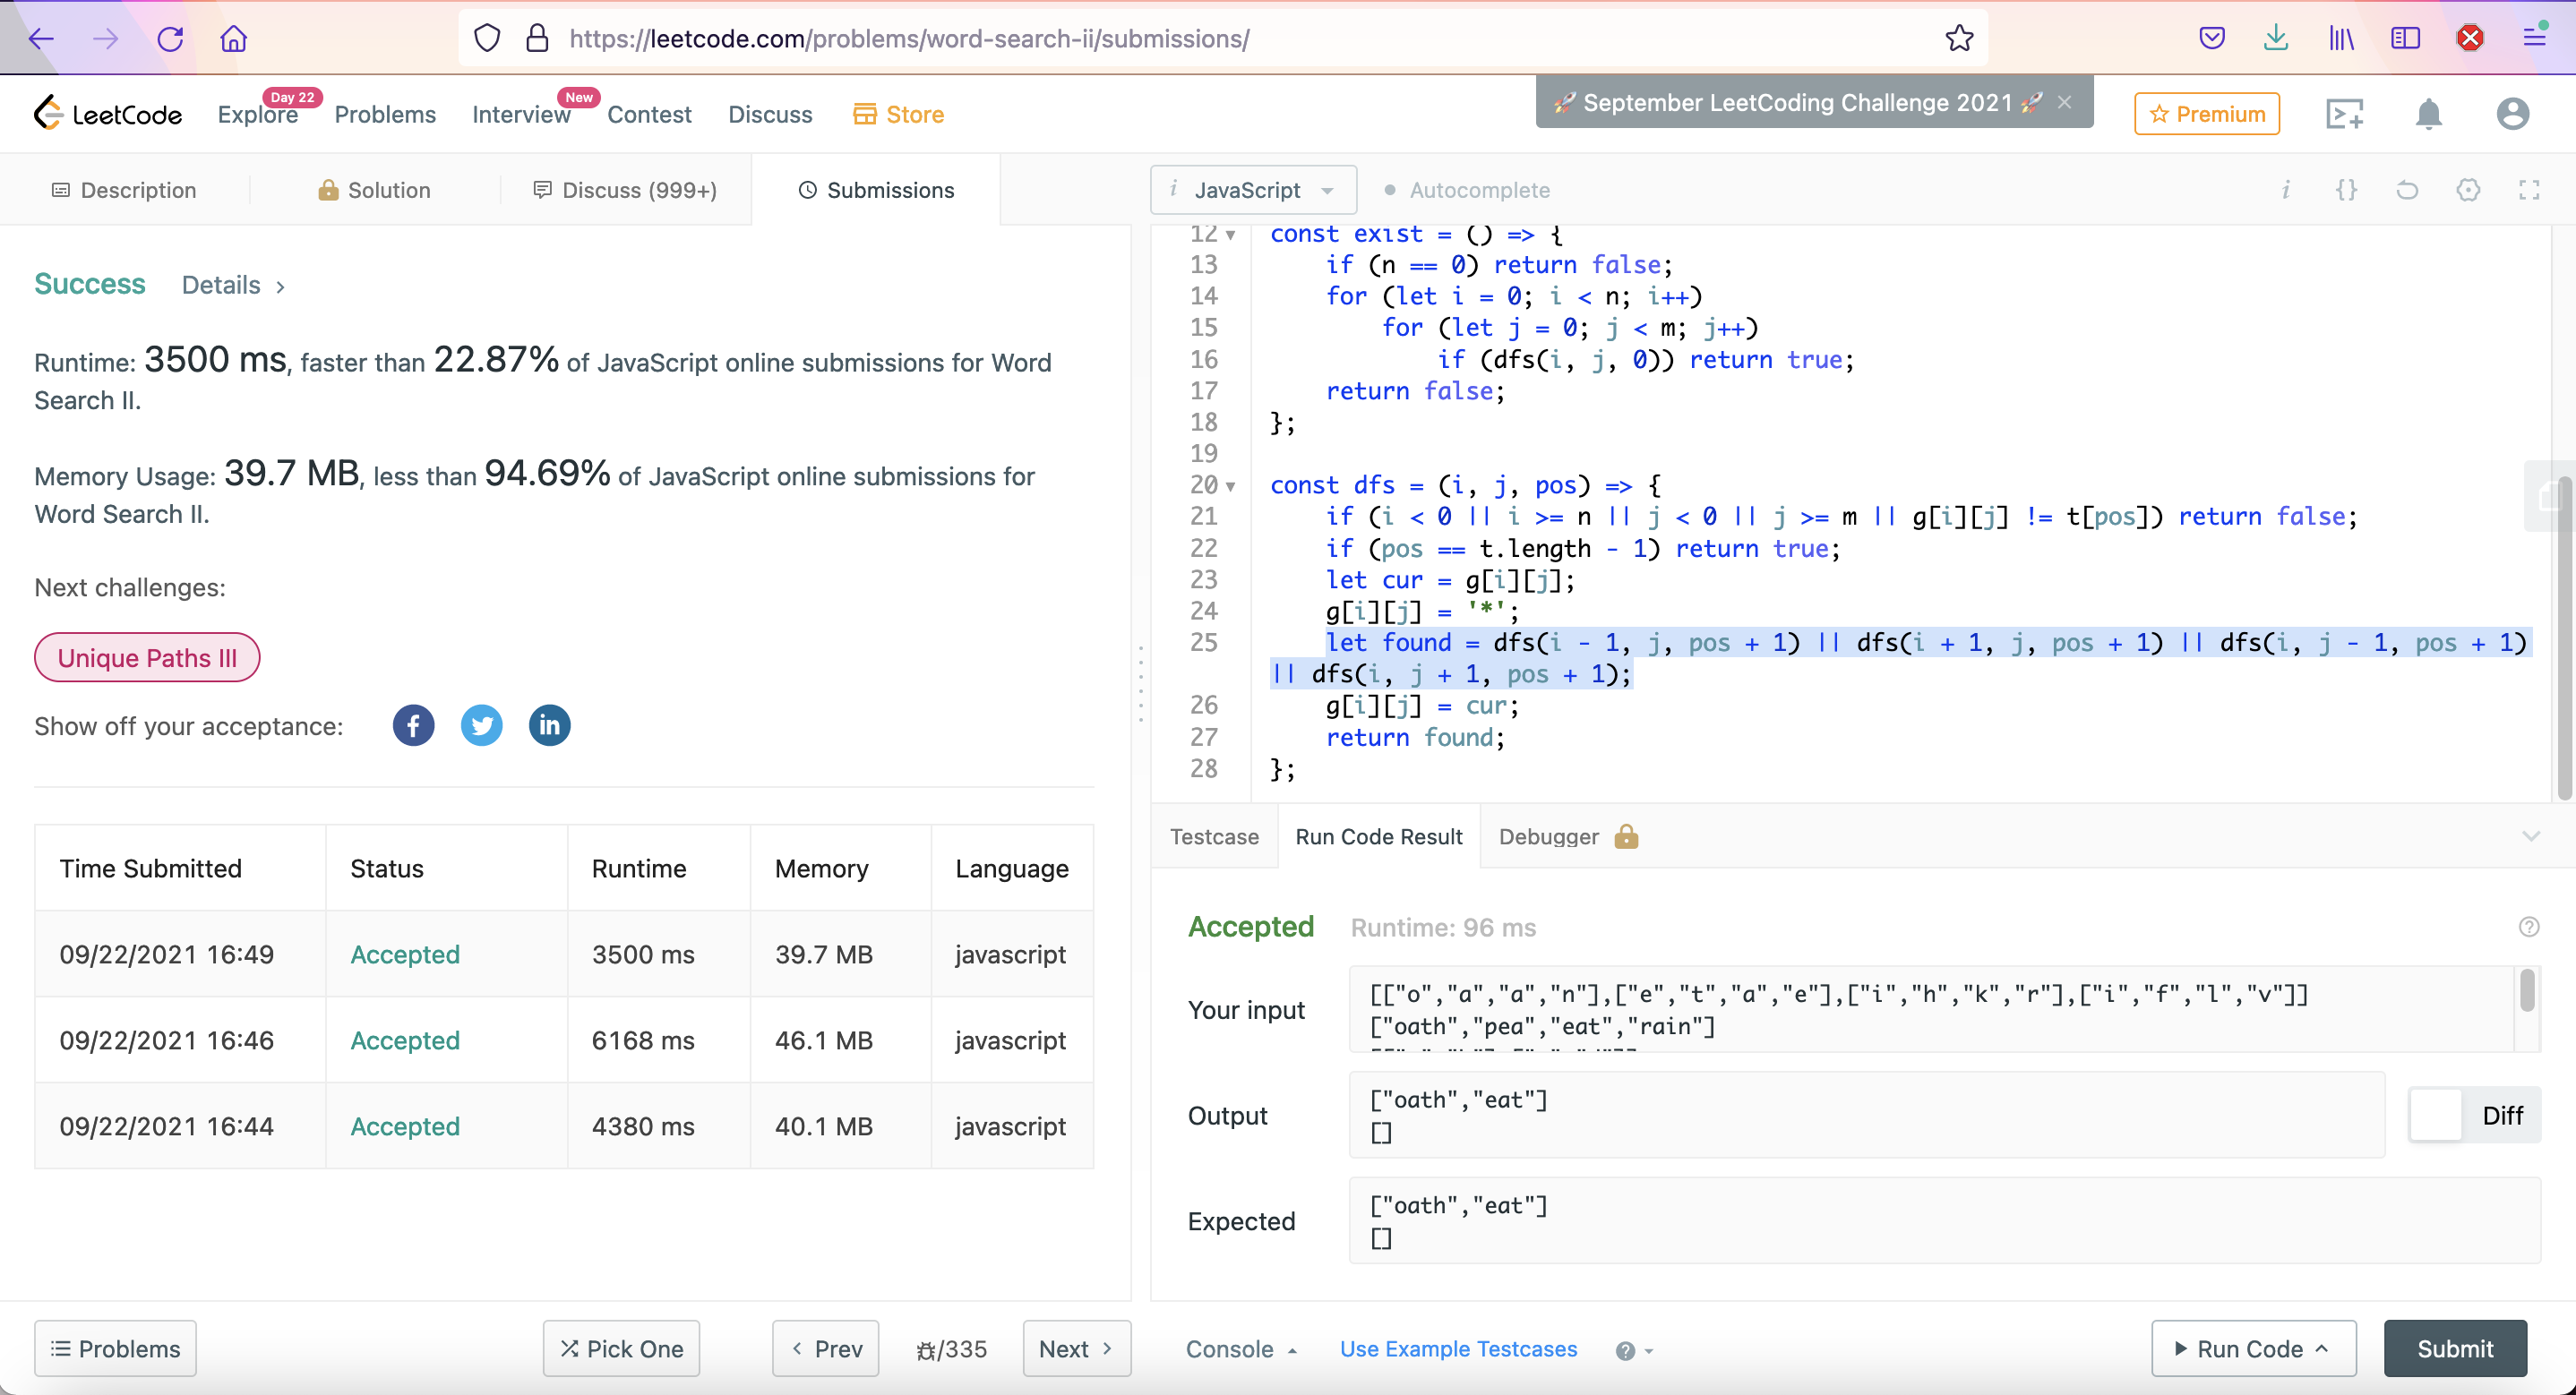 https://leetcode.com/problems/word-search-ii/submissions/
LeetCode
Explore
Day 22
Problems
Interview
New
Contest
Discuss
Store
🚀 September LeetCoding Challenge 2021 🚀 ×
Premium
Description
Solution
Discuss (999+)
Submissions
Success
Details >
Runtime: 3500 ms, faster than 22.87% of JavaScript online submissions for Word
Search II.
Memory Usage: 39.7 MB, less than 94.69% of JavaScript online submissions for
Word Search II.
Next challenges:
Unique Paths III
Show off your acceptance:
Time Submitted Status Runtime Memory Language
09/22/2021 16:49 Accepted 3500 ms 39.7 MB javascript
09/22/2021 16:46 Accepted 6168 ms 46.1 MB javascript
09/22/2021 16:44 Accepted 4380 ms 40.1 MB javascript
Problems
Pick One
< Prev
/335
Next >
i JavaScript
Autocomplete
12 const exist = () => {
13 if (n == 0) return false;
14 for (let i = 0; i < n; i++)
15 for (let j = 0; j < m; j++)
16 if (dfs(i, j, 0)) return true;
17 return false;
18 };
19
20 const dfs = (i, j, pos) => {
21 if (i < 0 || i >= n || j < 0 || j >= m || g[i][j] != t[pos]) return false;
22 if (pos == t.length - 1) return true;
23 let cur = g[i][j];
24 g[i][j] = '*';
25 let found = dfs(i - 1, j, pos + 1) || dfs(i + 1, j, pos + 1) || dfs(i, j - 1, pos + 1)
|| dfs(i, j + 1, pos + 1);
26 g[i][j] = cur;
27 return found;
28 };
Testcase
Run Code Result
Debugger
Accepted
Runtime: 96 ms
Your input
[["o","a","a","n"],["e","t","a","e"],["i","h","k","r"],["i","f","l","v"]]
["oath","pea","eat","rain"]
Output
["oath","eat"]
[]
Diff
Expected
["oath","eat"]
[]
Console
Use Example Testcases
Run Code
Submit